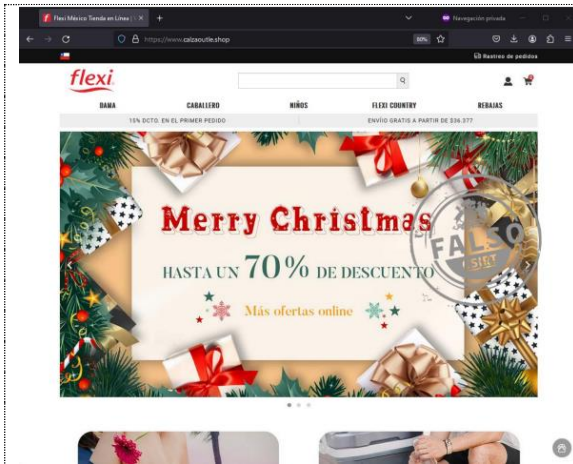 Flexi México Tienda en Línea |
Navegación privada
https://www.calzaoutle.shop
80%
Rastreo de pedidos
flexi
DAMA CABALLERO NIÑOS FLEXI COUNTRY REBAJAS
15% DCTO. EN EL PRIMER PEDIDO ENVÍO GRATIS A PARTIR DE $36.377
Merry Christmas
HASTA UN 70% DE DESCUENTO
Más ofertas online
FALSO